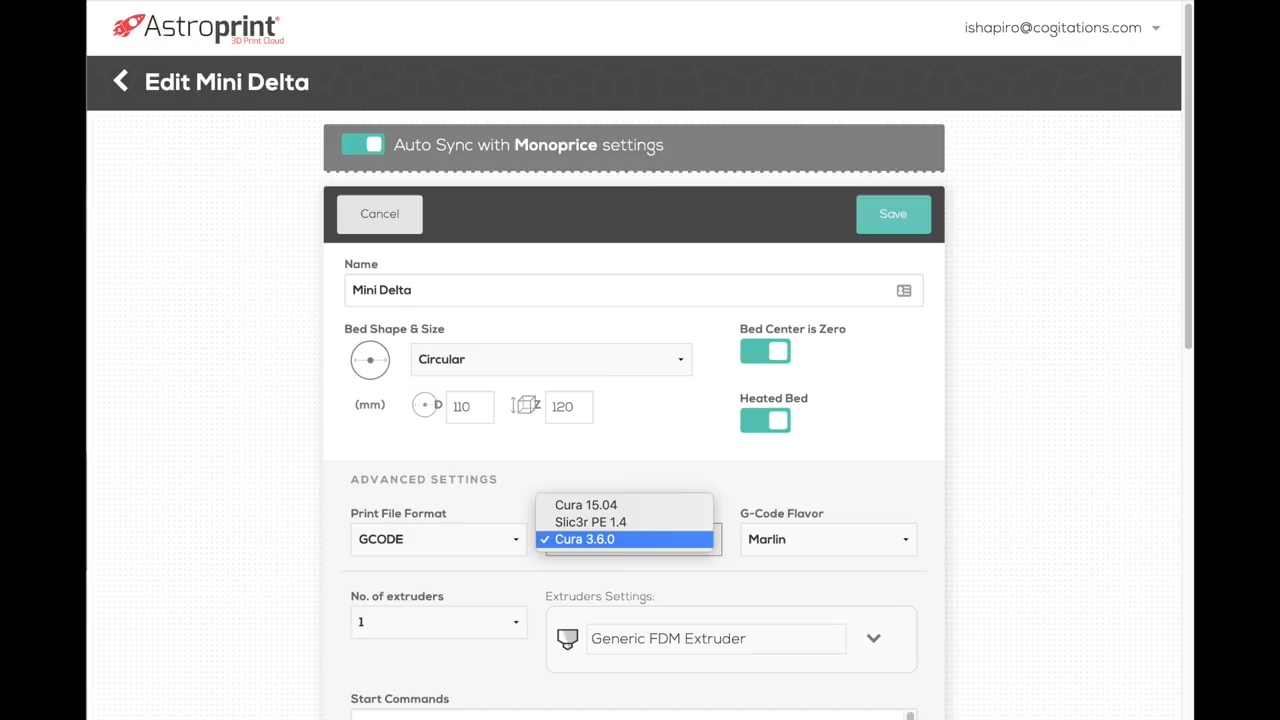 Astroprint®
3D Print Cloud
ishapiro@cogitations.com
Edit Mini Delta
Auto Sync with Monoprice settings
Cancel
Save
Name
Mini Delta
Bed Shape & Size
Bed Center is Zero
Circular
(mm)
D
110
Z
120
Heated Bed
ADVANCED SETTINGS
Print File Format
G-Code Flavor
Cura 15.04
Slic3r PE 1.4
✓ Cura 3.6.0
GCODE
Marlin
No. of extruders
Extruders Settings:
1
Generic FDM Extruder
Start Commands